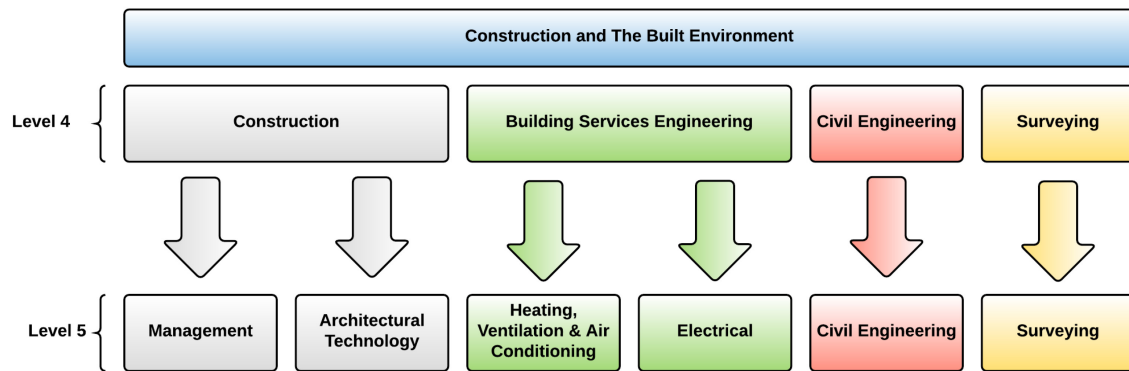 Construction and The Built Environment
Level 4
Construction
Building Services Engineering
Civil Engineering
Surveying
Level 5
Management
Architectural
Technology
Heating,
Ventilation & Air
Conditioning
Electrical
Civil Engineering
Surveying